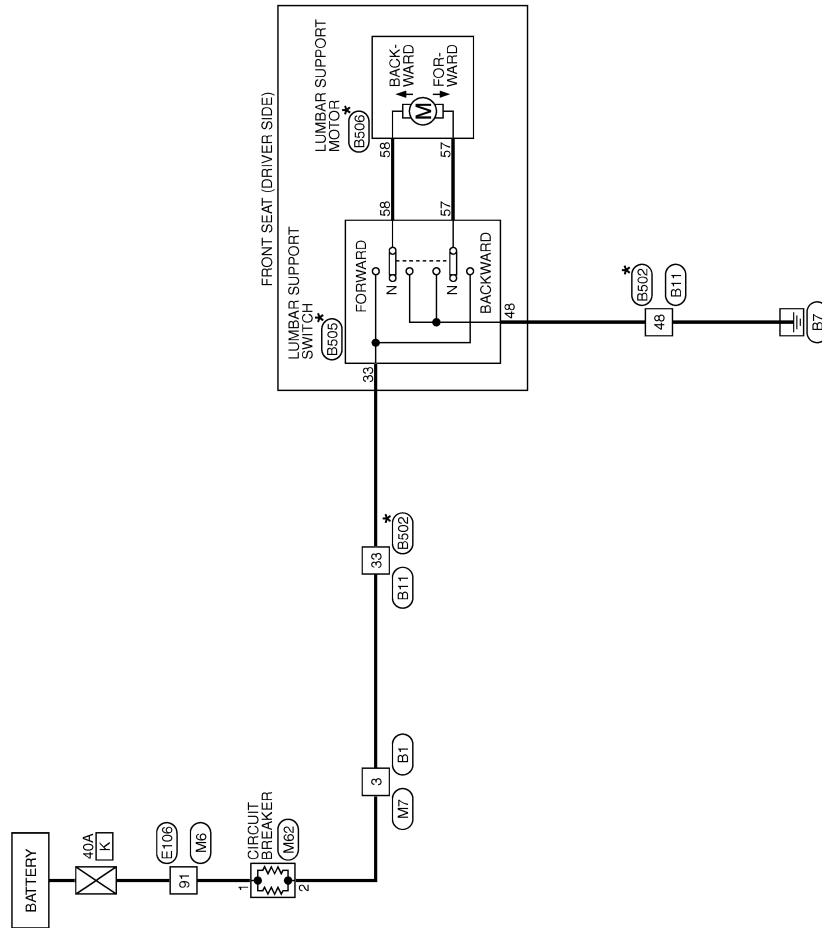 BATTERY
40A
K
E106
91
M6
1
CIRCUIT
BREAKER
M62
2
3
M7
B1
33
B11
B502
*
FRONT SEAT (DRIVER SIDE)
LUMBAR SUPPORT
SWITCH
*
B505
33
FORWARD
N
N
BACKWARD
48
58
57
58
57
LUMBAR SUPPORT
MOTOR
*
B506
M
BACK-
WARD
FOR-
WARD
48
*
B502
B11
B7